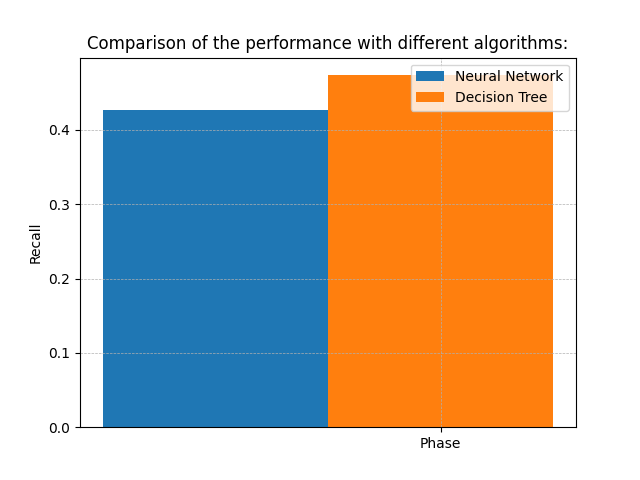 Comparison of the performance with different algorithms:
Neural Network
Decision Tree
Recall
0.4
0.3
0.2
0.1
0.0
Phase